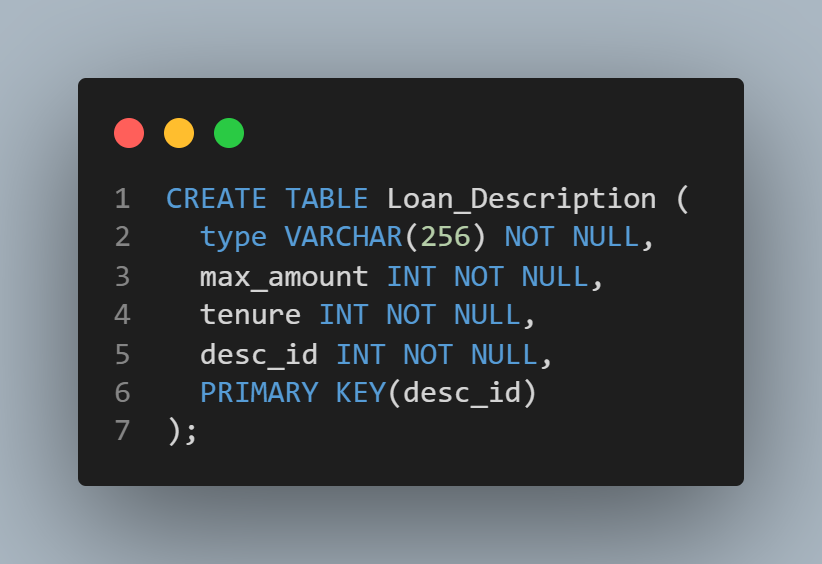 1 CREATE TABLE Loan_Description (
2 type VARCHAR(256) NOT NULL,
3 max_amount INT NOT NULL,
4 tenure INT NOT NULL,
5 desc_id INT NOT NULL,
6 PRIMARY KEY(desc_id)
7 );